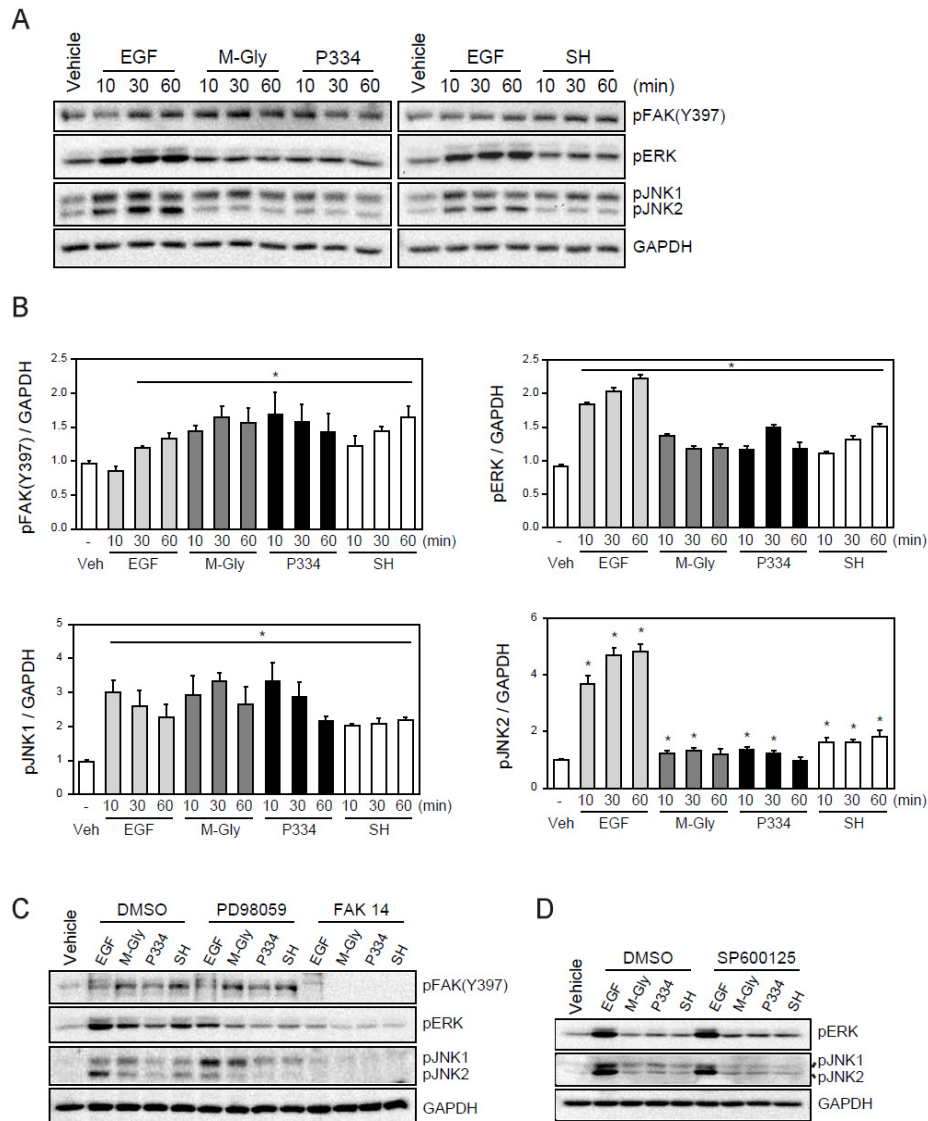 A
Vehicle EGF M-Gly P334 Vehicle EGF SH
10 30 60 10 30 60 10 30 60 10 30 60 10 30 60 (min)
pFAK(Y397)
pERK
pJNK1
pJNK2
GAPDH
B
pFAK(Y397) / GAPDH
2.5
2.0
1.5
1.0
0.5
0.0
*
- 10 30 60 10 30 60 10 30 60 10 30 60 (min)
Veh EGF M-Gly P334 SH
pERK / GAPDH
2.5
2.0
1.5
1.0
0.5
0.0
*
- 10 30 60 10 30 60 10 30 60 10 30 60 (min)
Veh EGF M-Gly P334 SH
pJNK1 / GAPDH
5
4
3
2
1
0
*
- 10 30 60 10 30 60 10 30 60 10 30 60 (min)
Veh EGF M-Gly P334 SH
pJNK2 / GAPDH
6
4
2
0
* * * * * * * * * *
- 10 30 60 10 30 60 10 30 60 10 30 60 (min)
Veh EGF M-Gly P334 SH
C
Vehicle DMSO PD98059 FAK 14
EGF M-Gly P334 SH EGF M-Gly P334 SH EGF M-Gly P334 SH
pFAK(Y397)
pERK
pJNK1
pJNK2
GAPDH
D
Vehicle DMSO SP600125
EGF M-Gly P334 SH EGF M-Gly P334 SH
pERK
pJNK1
pJNK2
GAPDH